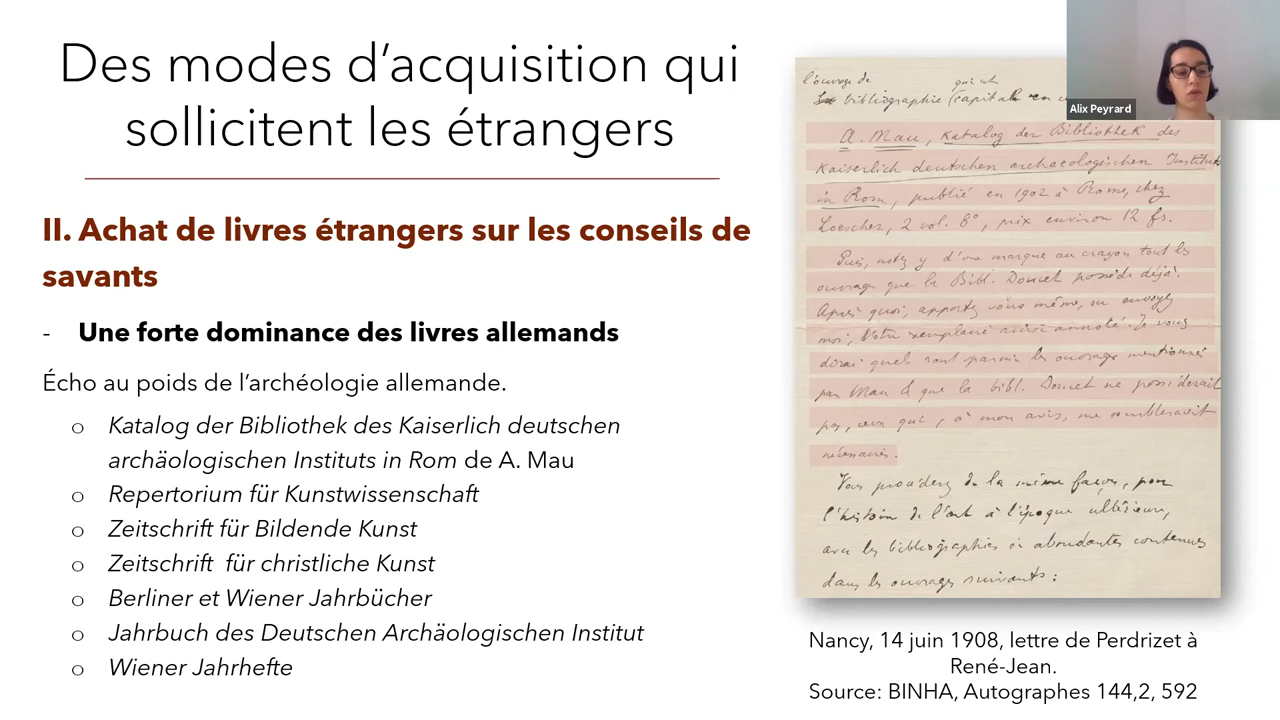 Des modes d’acquisition qui
sollicitent les étrangers
II. Achat de livres étrangers sur les conseils de
savants
- Une forte dominance des livres allemands
Écho au poids de l’archéologie allemande.
o Katalog der Bibliothek des Kaiserlich deutschen
archäologischen Instituts in Rom de A. Mau
o Repertorium für Kunstwissenschaft
o Zeitschrift für Bildende Kunst
o Zeitschrift für christliche Kunst
o Berliner et Wiener Jahrbücher
o Jahrbuch des Deutschen Archäologischen Institut
o Wiener Jahrhefte
l'ouvrage de qui est
bibliographie (capital en
A. Mau, Katalog der Bibliothek des
Kaiserlich deutschen archaeologischen Instituts
in Rom, publié en 1902 à Rome, chez
Loescher, 2 vol. 8°, prix environ 12 fs.
Puis, notez y d'une marque au crayon tout les
ouvrages que la Bibl. Doucet possède déjà.
Après quoi, apportez vous même, ou envoyez
moi, votre exemplaire ainsi annoté. Je vous
dirai quels sont parmi les ouvrages mentionnés
par Mau & que la bibl. Doucet ne possèderait
pas, ceux qui, à mon avis, me sembleraient
nécessaires.
Vous procéderez de la même façon, pour
l'histoire de l'art à l'époque ultérieure,
avec les bibliographies si abondantes contenues
dans les ouvrages suivants :
Alix Peyrard
Nancy, 14 juin 1908, lettre de Perdrizet à
René-Jean.
Source: BINHA, Autographes 144,2, 592